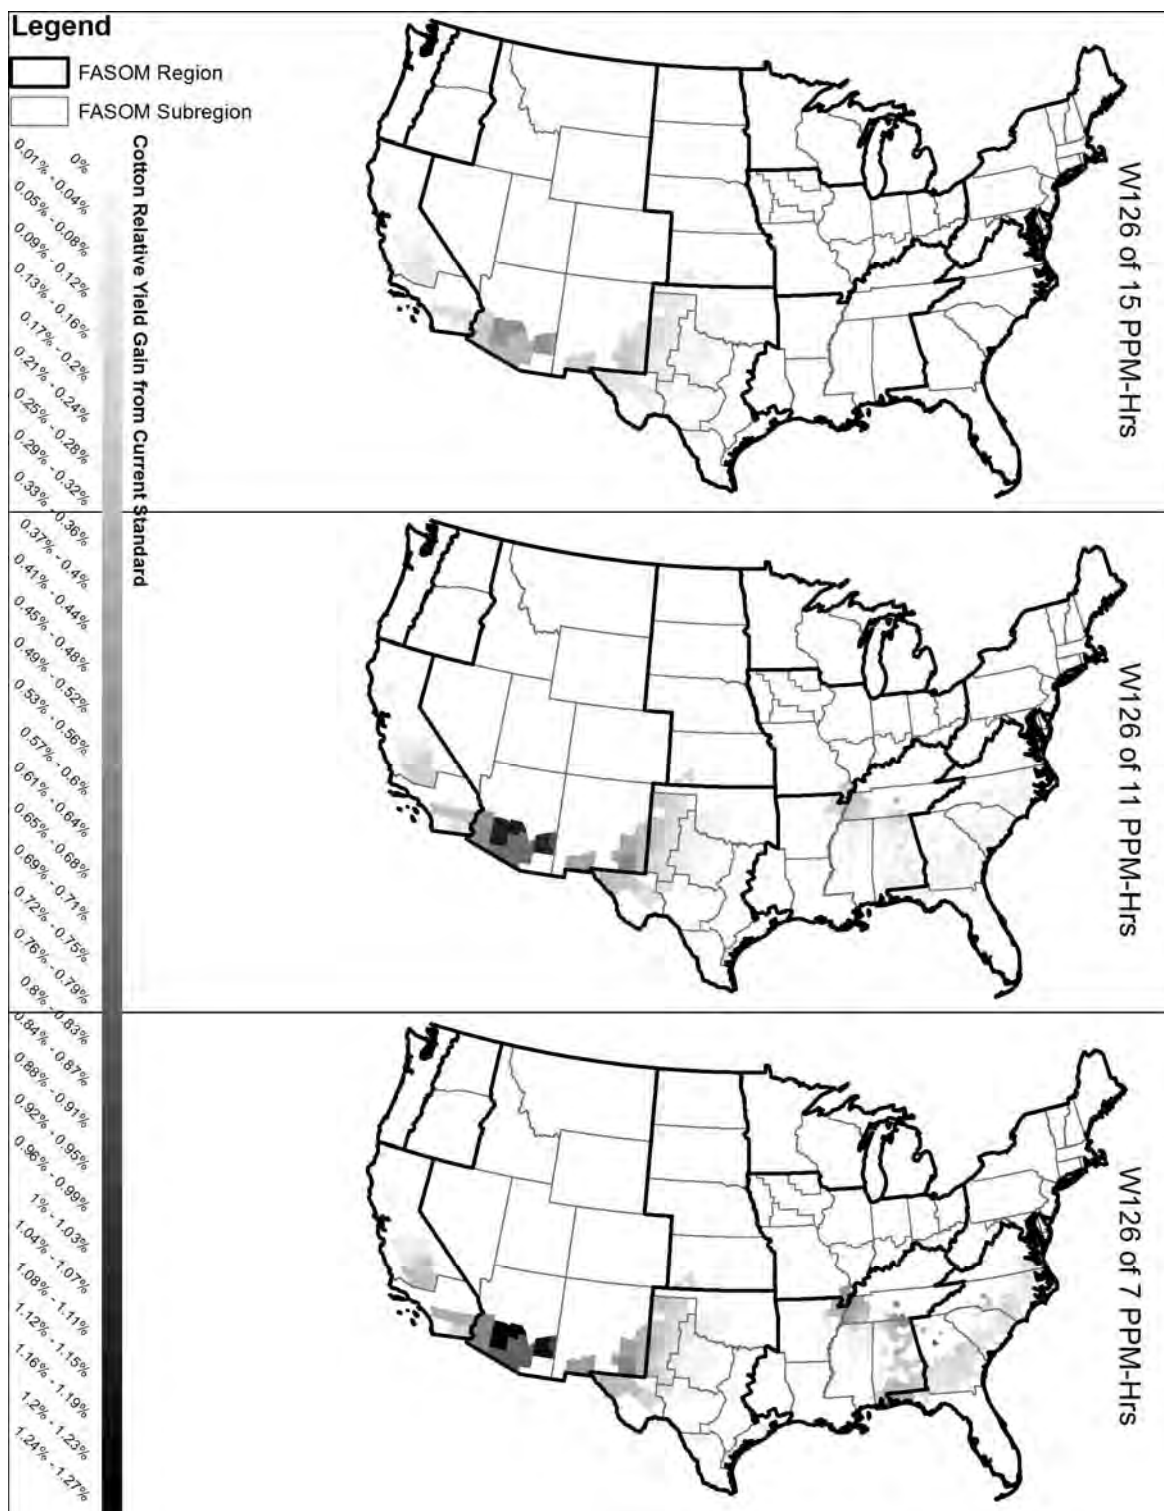 Legend
FASOM Region
FASOM Subregion
Cotton Relative Yield Gain from Current Standard
0%
0.01% - 0.04%
0.05% - 0.08%
0.09% - 0.12%
0.13% - 0.16%
0.17% - 0.2%
0.21% - 0.24%
0.25% - 0.28%
0.29% - 0.32%
0.33% - 0.36%
0.37% - 0.4%
0.41% - 0.44%
0.45% - 0.48%
0.49% - 0.52%
0.53% - 0.56%
0.57% - 0.6%
0.61% - 0.64%
0.65% - 0.68%
0.69% - 0.71%
0.72% - 0.75%
0.76% - 0.79%
0.8% - 0.83%
0.84% - 0.87%
0.88% - 0.91%
0.92% - 0.95%
0.96% - 0.99%
1% - 1.03%
1.04% - 1.07%
1.08% - 1.11%
1.12% - 1.15%
1.16% - 1.19%
1.2% - 1.23%
1.24% - 1.27%
W126 of 15 PPM-Hrs
W126 of 11 PPM-Hrs
W126 of 7 PPM-Hrs